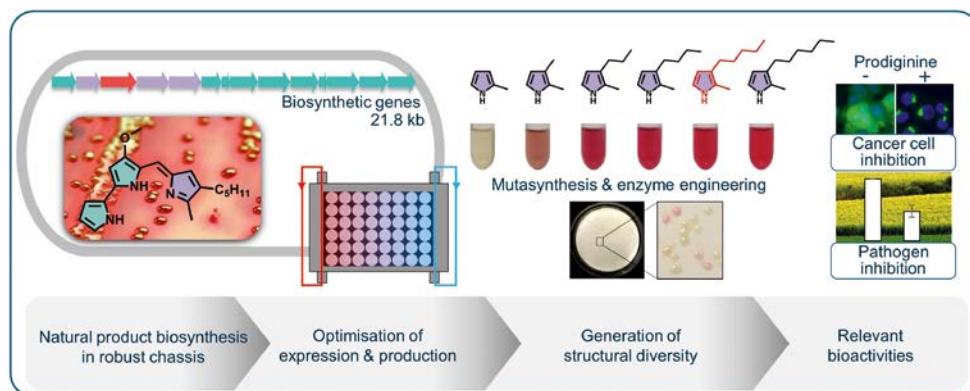 Biosynthetic genes
21.8 kb
O
NH
N
C5H11
NH
N
H
N
H
N
H
N
H
N
H
N
H
Mutasynthesis & enzyme engineering
Prodiginine
- +
Cancer cell
inhibition
Pathogen
inhibition
Natural product biosynthesis
in robust chassis
Optimisation of
expression & production
Generation of
structural diversity
Relevant
bioactivities